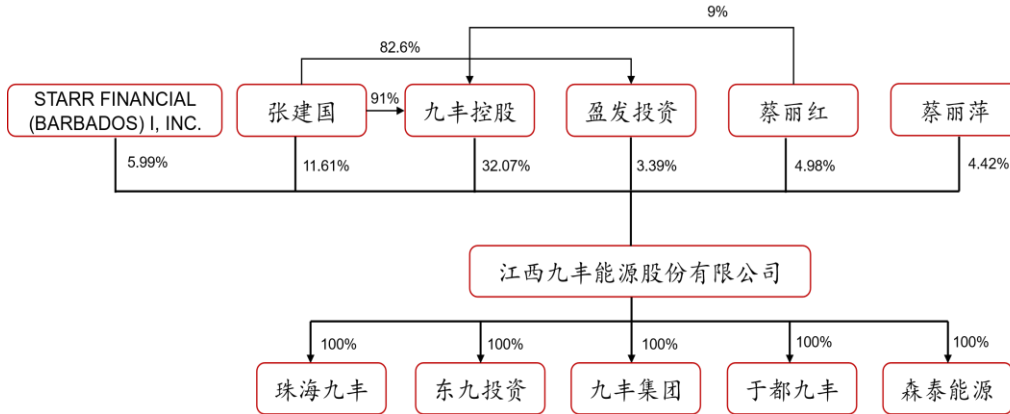 9%
82.6%
STARR FINANCIAL
(BARBADOS) I, INC.
张建国
91%
九丰控股
盈发投资
蔡丽红
蔡丽萍
5.99%
11.61%
32.07%
3.39%
4.98%
4.42%
江西九丰能源股份有限公司
100%
100%
100%
100%
100%
珠海九丰
东九投资
九丰集团
于都九丰
森泰能源